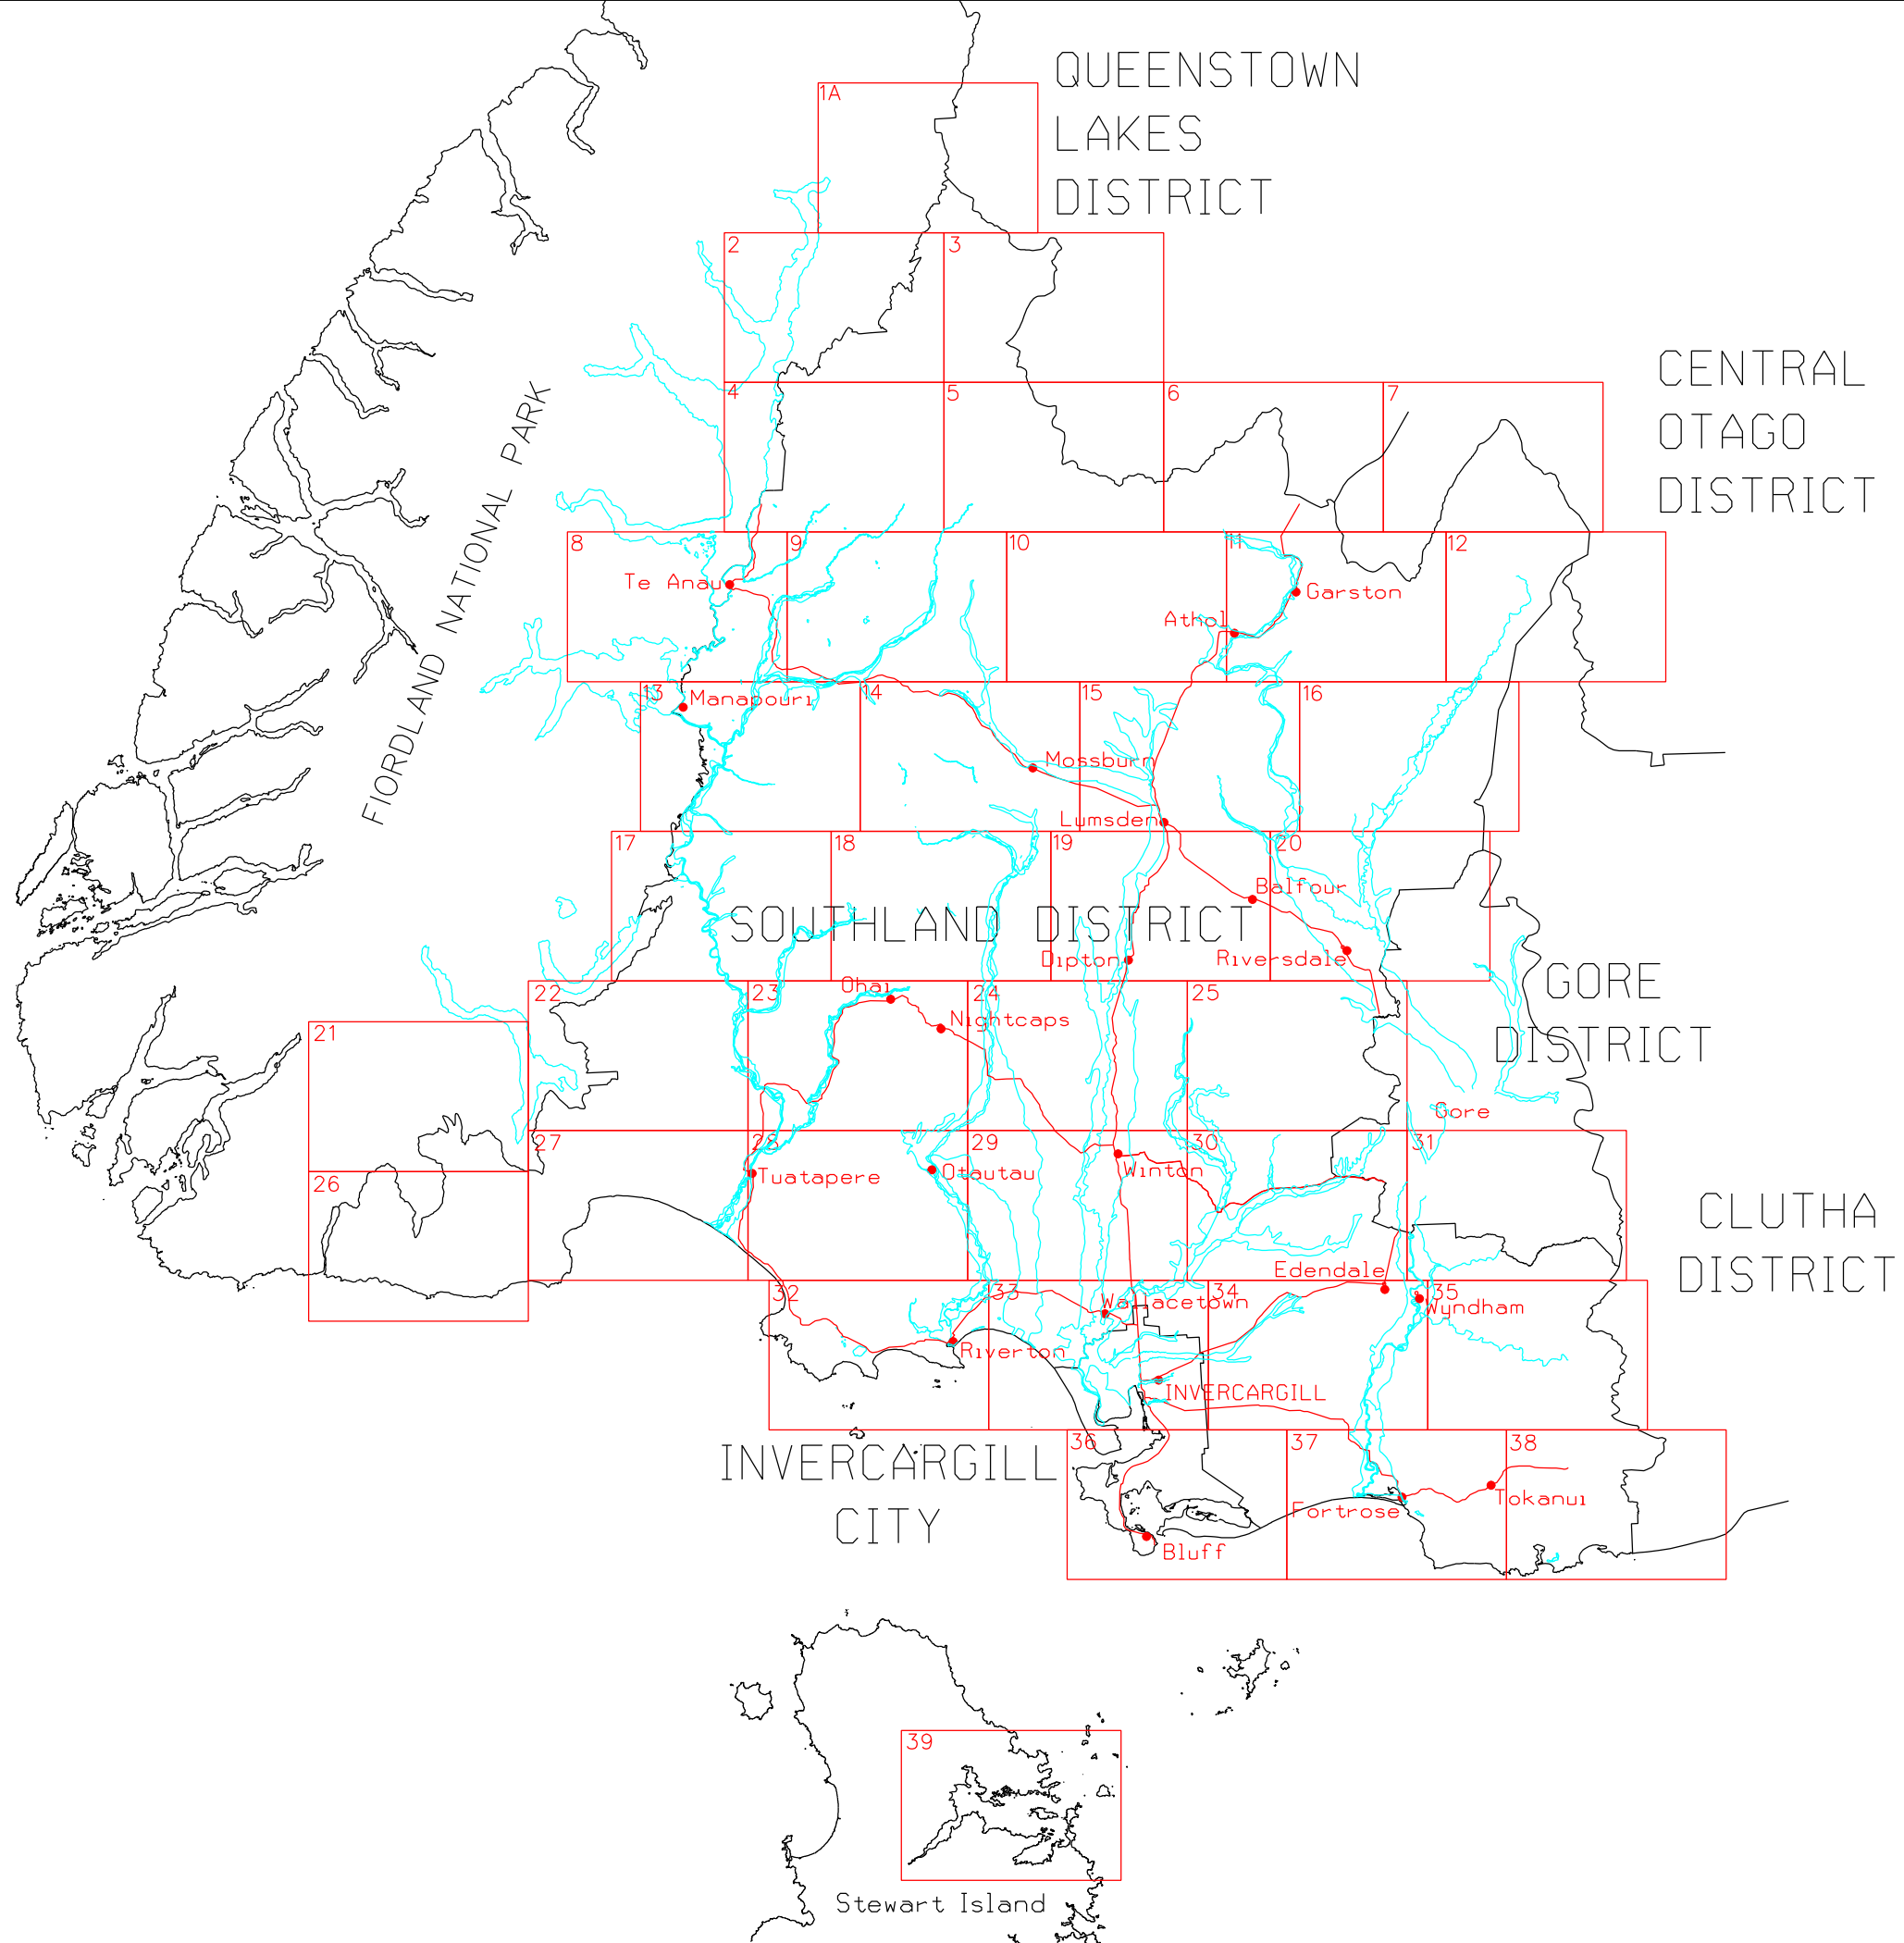 QUEENSTOWN
LAKES
DISTRICT
1A
2
3
CENTRAL
OTAGO
DISTRICT
4
5
6
7
FIORDLAND NATIONAL PARK
8
9
10
11
12
Te Anau
Garston
Athol
13
14
15
16
Manapouri
Mossburn
Lumsden
17
18
19
20
Balfour
SOUTHLAND DISTRICT
Dipton
Riversdale
GORE
DISTRICT
21
22
23
24
25
Ohai
Nightcaps
Gore
26
27
28
29
30
31
Tuatapere
Otautau
Winton
CLUTHA
DISTRICT
Edendale
32
33
34
35
Wallacetown
Wyndham
Riverton
INVERCARGILL
INVERCARGILL
CITY
36
37
38
Fortrose
Tokanui
Bluff
39
Stewart Island